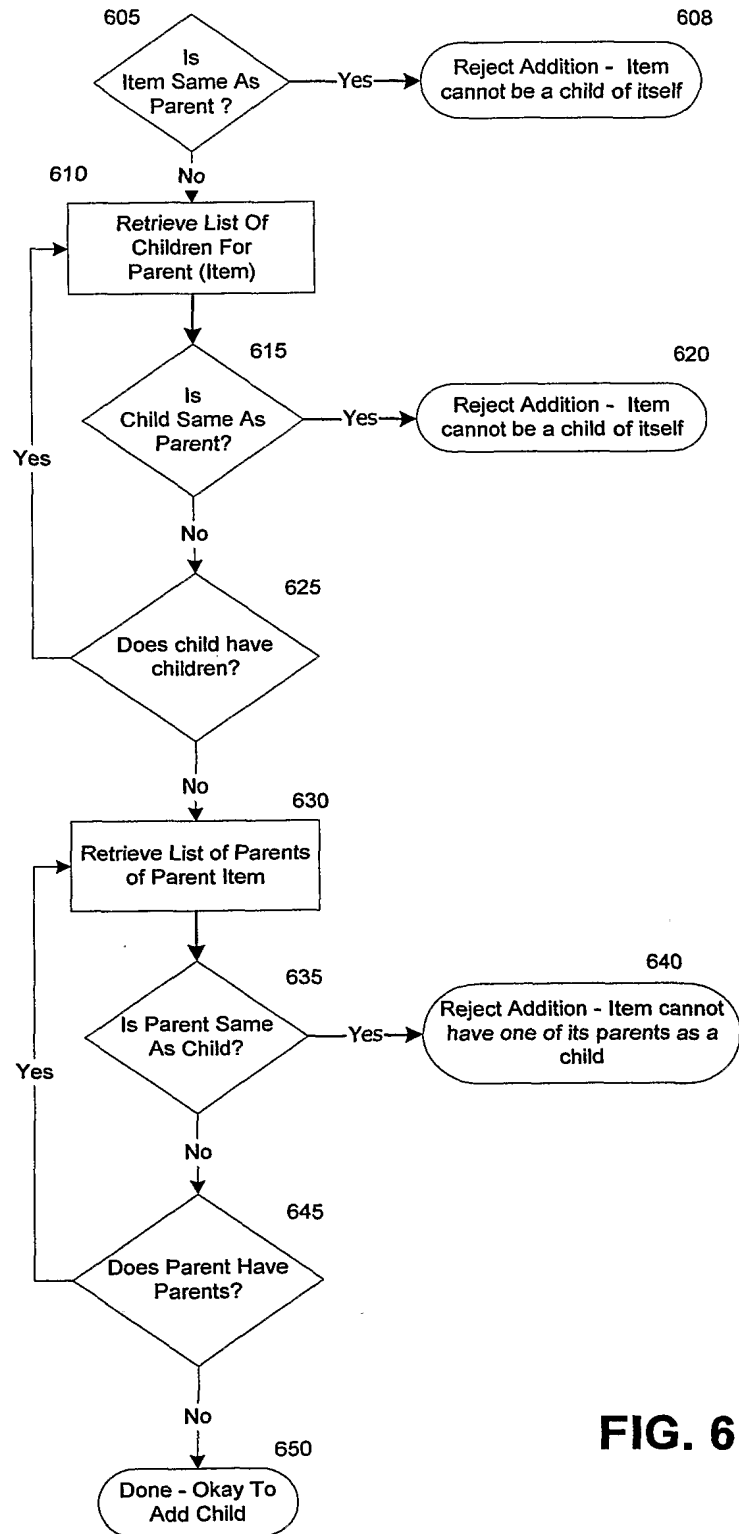 605
608
Is
Item Same As
Parent ?
Yes
Reject Addition - Item
cannot be a child of itself
No
610
Retrieve List Of
Children For
Parent (Item)
615
620
Is
Child Same As
Parent?
Yes
Reject Addition - Item
cannot be a child of itself
Yes
No
625
Does child have
children?
No
630
Retrieve List of Parents
of Parent Item
635
640
Is Parent Same
As Child?
Yes
Reject Addition - Item cannot
have one of its parents as a
child
Yes
No
645
Does Parent Have
Parents?
No
650
Done - Okay To
Add Child
FIG. 6